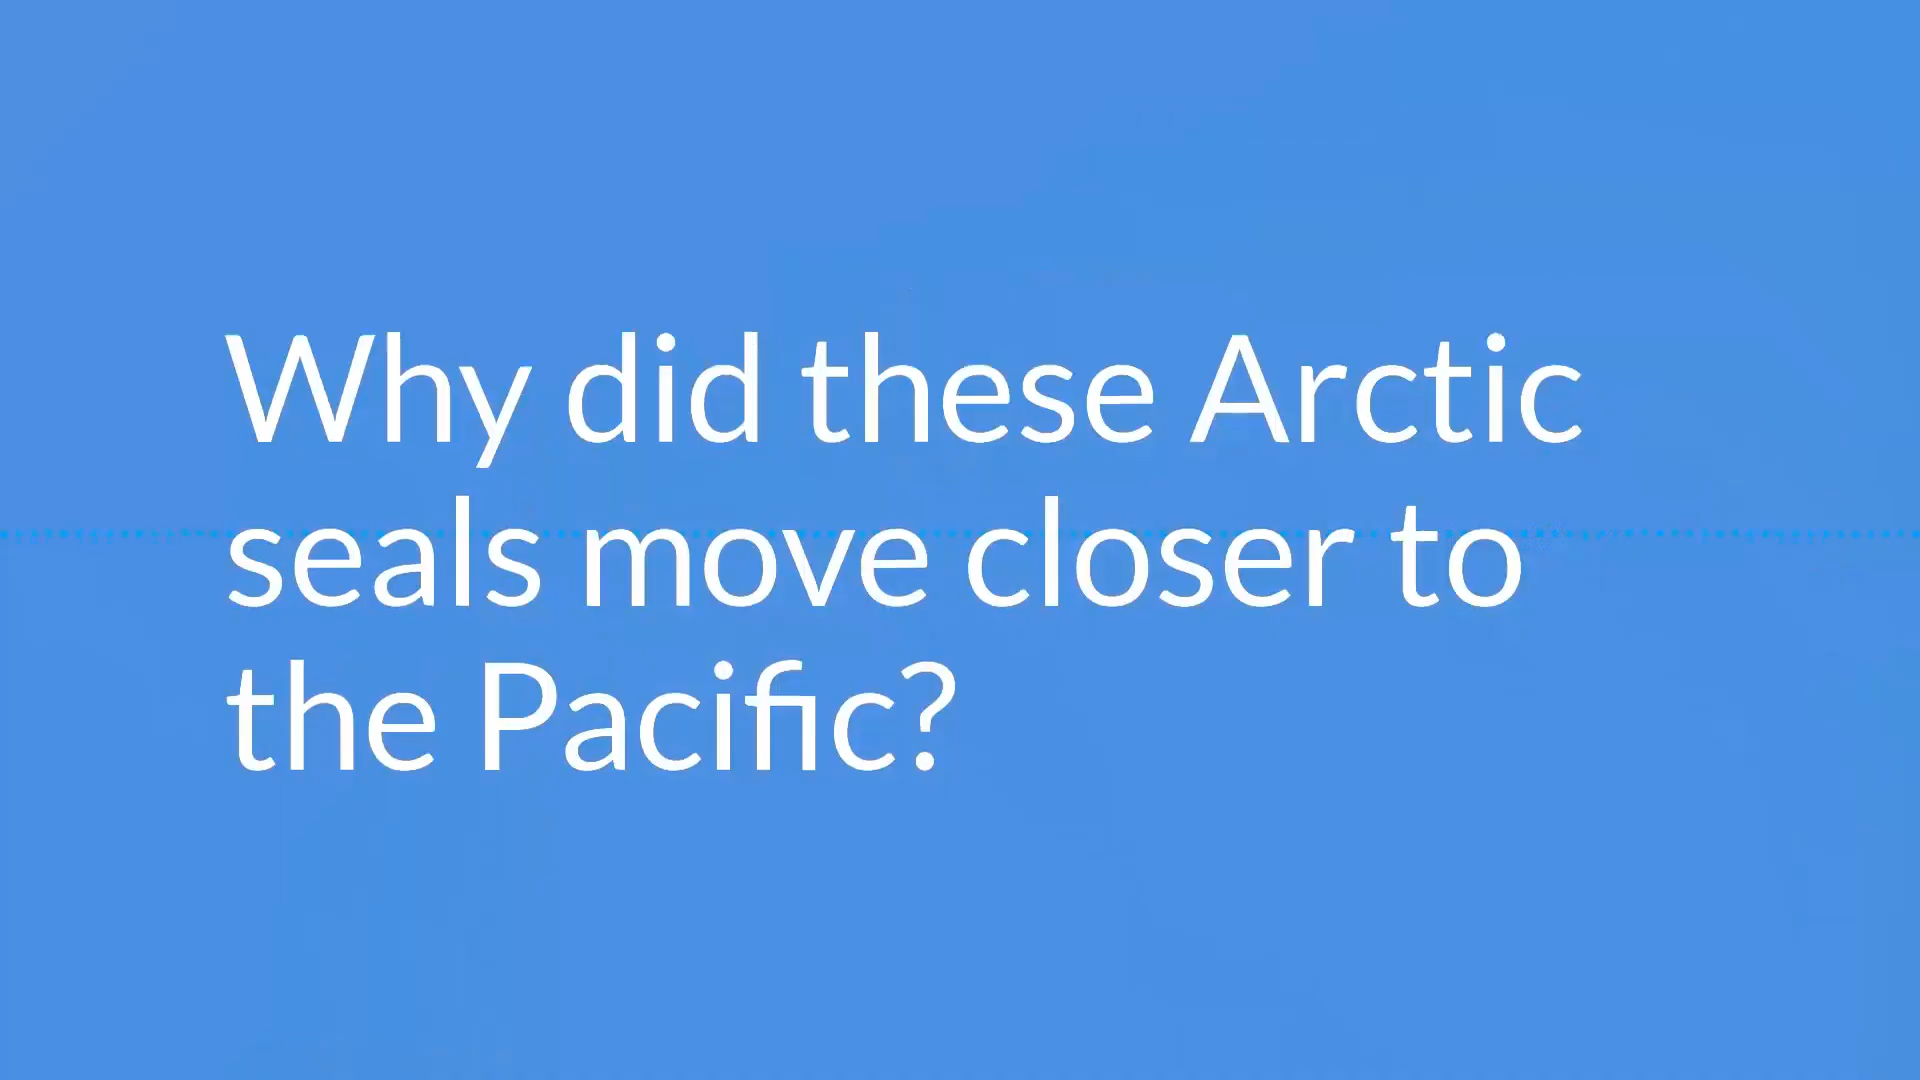 Why did these Arctic
seals move closer to
the Pacific?